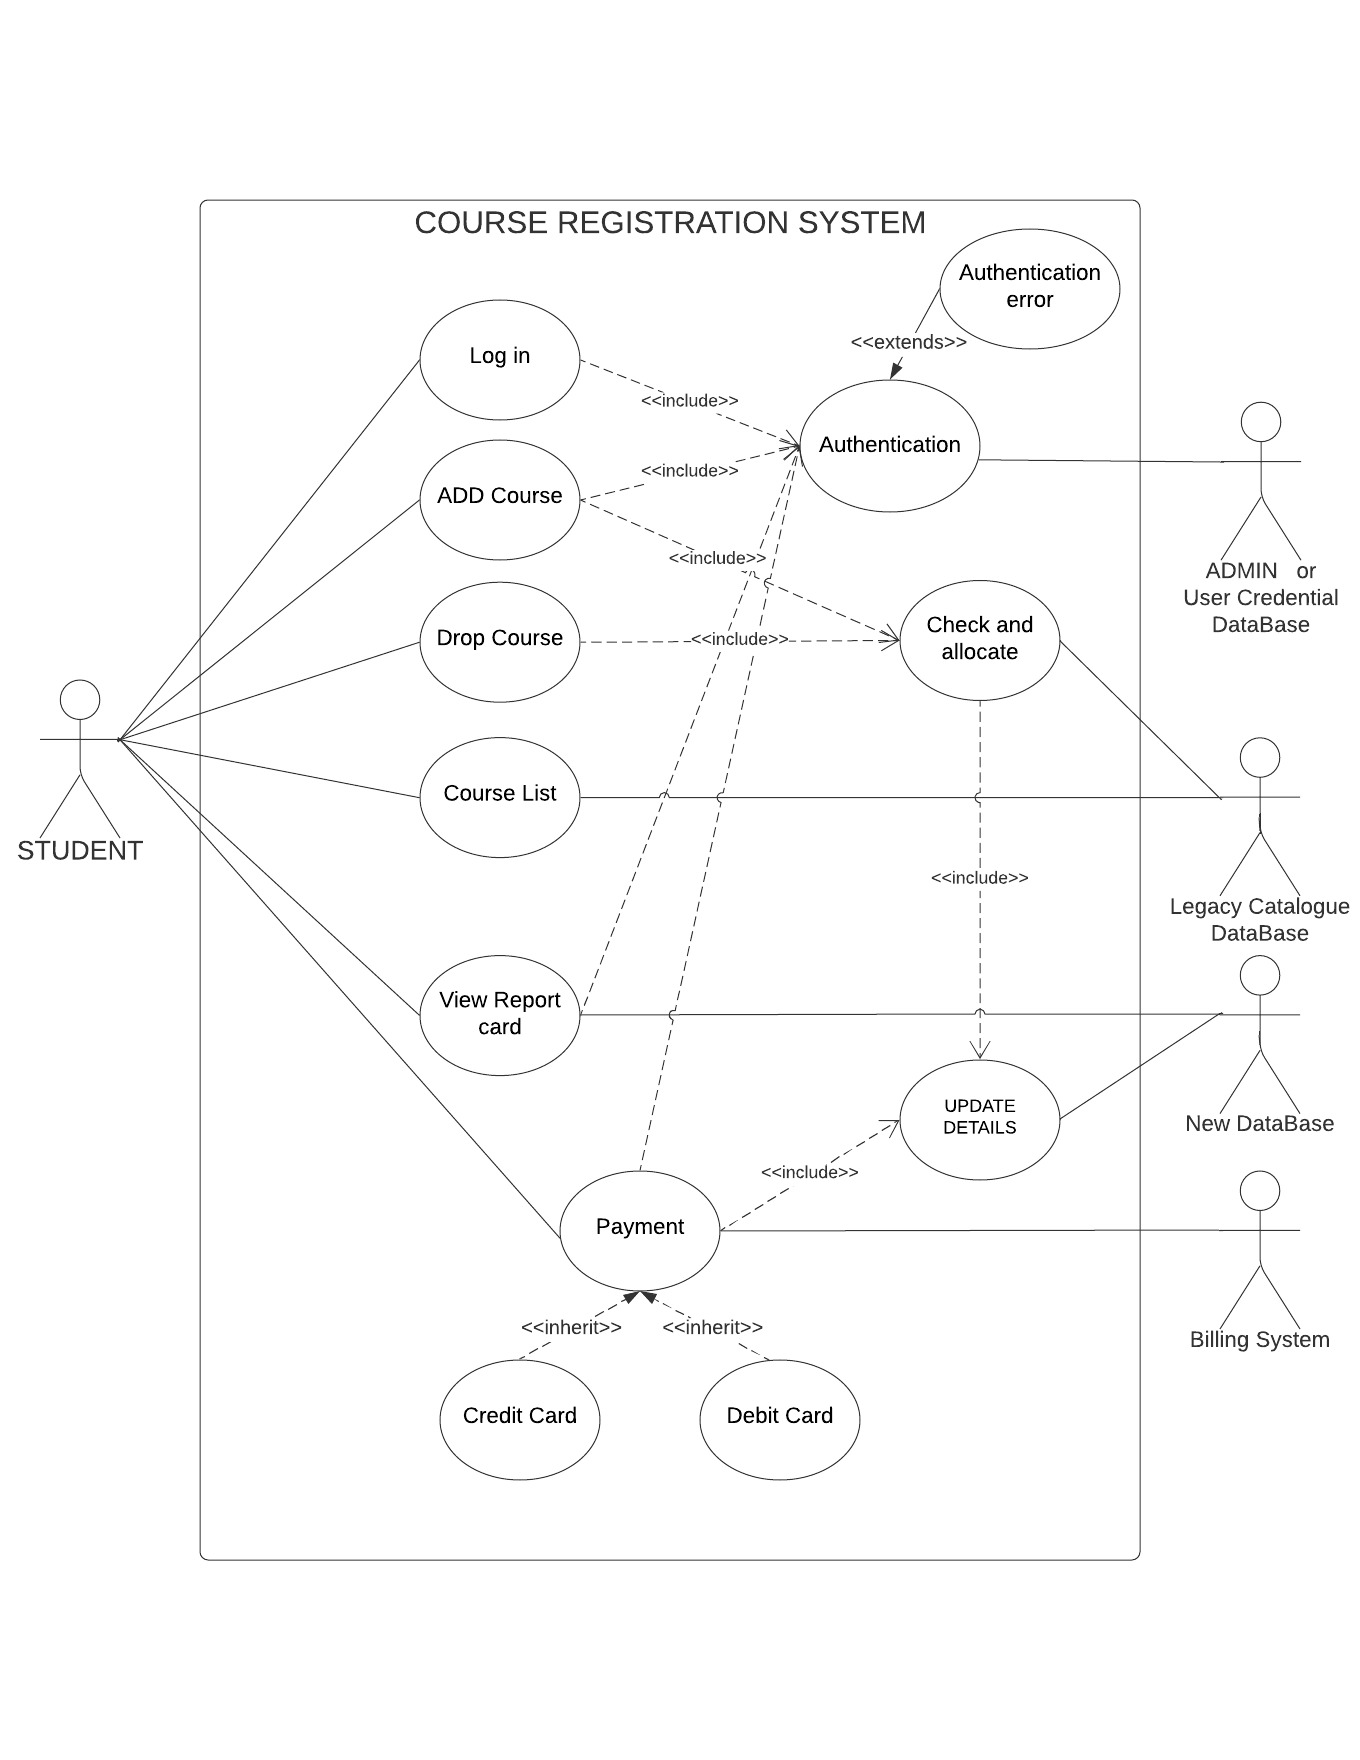 COURSE REGISTRATION SYSTEM
Authentication
error
<<extends>>
Log in
<<include>>
Authentication
ADD Course
<<include>>
<<include>>
ADMIN   or
User Credential
DataBase
Drop Course
<<include>>
Check and
allocate
STUDENT
Course List
<<include>>
Legacy Catalogue
DataBase
View Report
card
UPDATE
DETAILS
New DataBase
<<include>>
Payment
<<inherit>>
<<inherit>>
Billing System
Credit Card
Debit Card